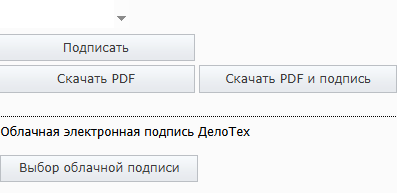 Подписать
Скачать PDF
Скачать PDF и подпись
Облачная электронная подпись ДелоТех
Выбор облачной подписи